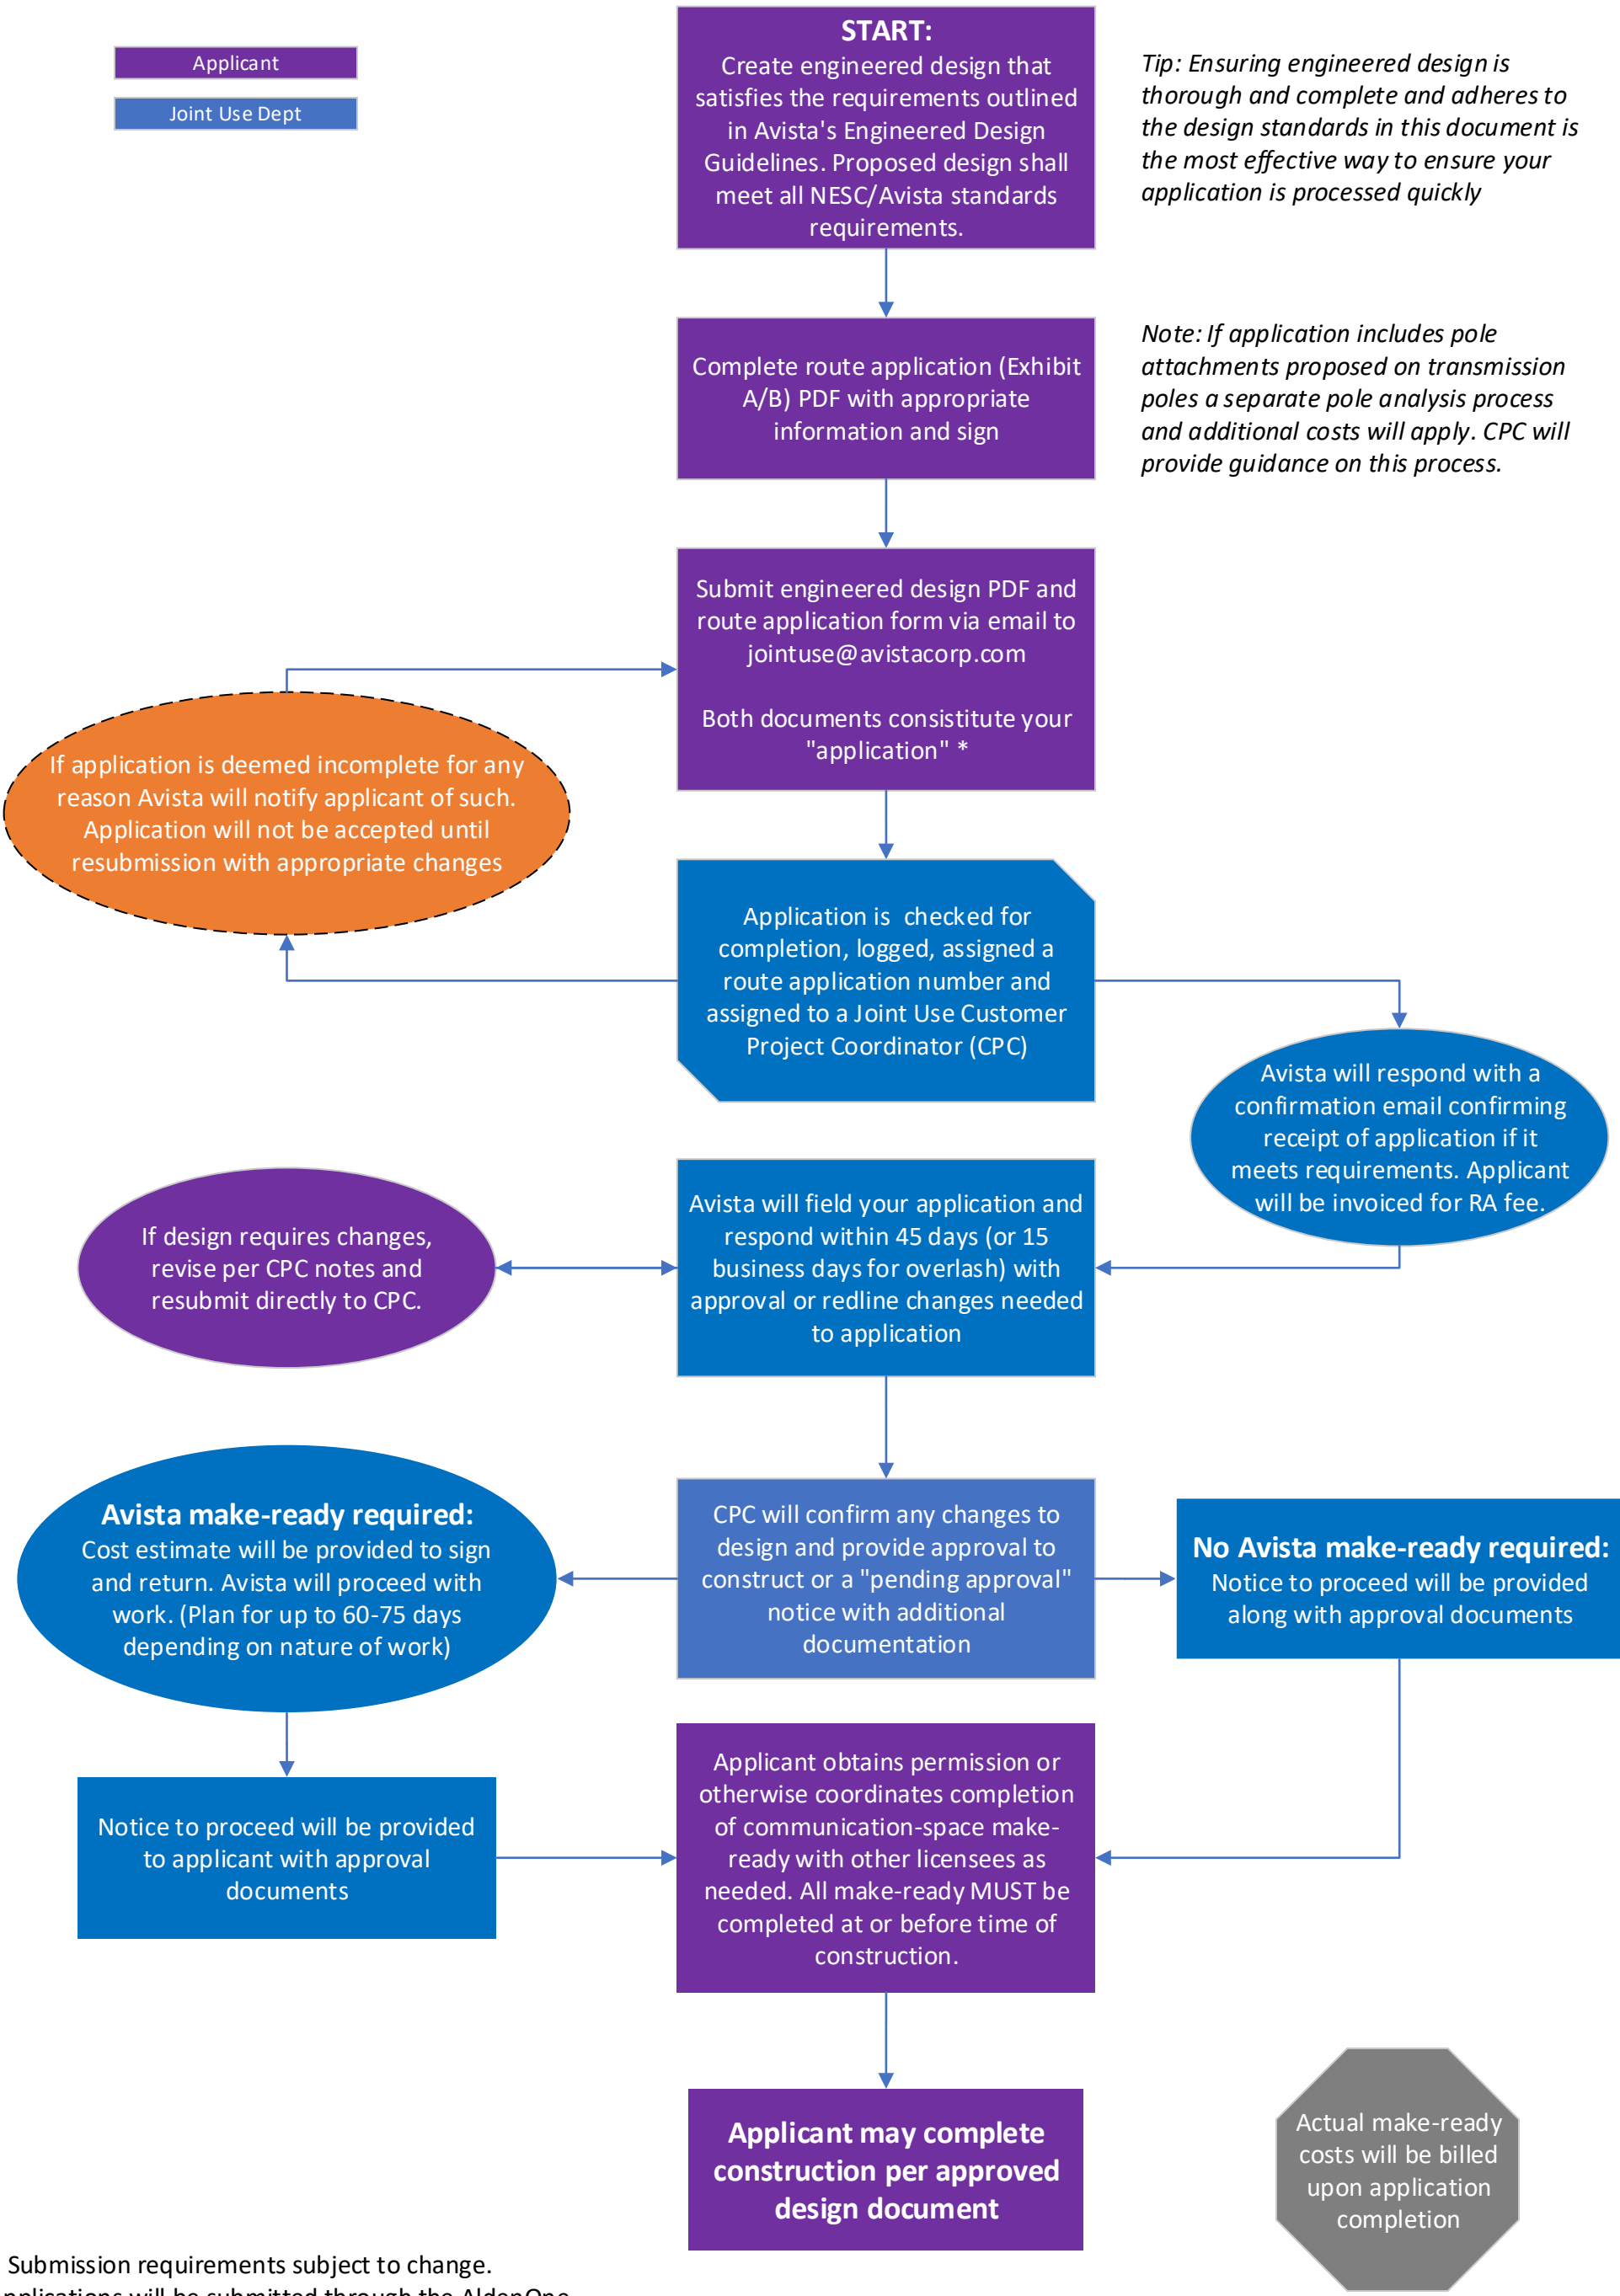 Applicant
Joint Use Dept
START:
Create engineered design that
satisfies the requirements outlined
in Avista's Engineered Design
Guidelines. Proposed design shall
meet all NESC/Avista standards
requirements.
Tip: Ensuring engineered design is
thorough and complete and adheres to
the design standards in this document is
the most effective way to ensure your
application is processed quickly
Complete route application (Exhibit
A/B) PDF with appropriate
information and sign
Note: If application includes pole
attachments proposed on transmission
poles a separate pole analysis process
and additional costs will apply. CPC will
provide guidance on this process.
Submit engineered design PDF and
route application form via email to
jointuse@avistacorp.com
Both documents consistitute your
"application" *
If application is deemed incomplete for any
reason Avista will notify applicant of such.
Application will not be accepted until
resubmission with appropriate changes
Application is checked for
completion, logged, assigned a
route application number and
assigned to a Joint Use Customer
Project Coordinator (CPC)
Avista will respond with a
confirmation email confirming
receipt of application if it
meets requirements. Applicant
will be invoiced for RA fee.
Avista will field your application and
respond within 45 days (or 15
business days for overlash) with
approval or redline changes needed
to application
If design requires changes,
revise per CPC notes and
resubmit directly to CPC.
Avista make-ready required:
Cost estimate will be provided to sign
and return. Avista will proceed with
work. (Plan for up to 60-75 days
depending on nature of work)
CPC will confirm any changes to
design and provide approval to
construct or a "pending approval"
notice with additional
documentation
No Avista make-ready required:
Notice to proceed will be provided
along with approval documents
Notice to proceed will be provided
to applicant with approval
documents
Applicant obtains permission or
otherwise coordinates completion
of communication-space make-
ready with other licensees as
needed. All make-ready MUST be
completed at or before time of
construction.
Applicant may complete
construction per approved
design document
Actual make-ready
costs will be billed
upon application
completion
Submission requirements subject to change.
pplications will be submitted through the AldenOne